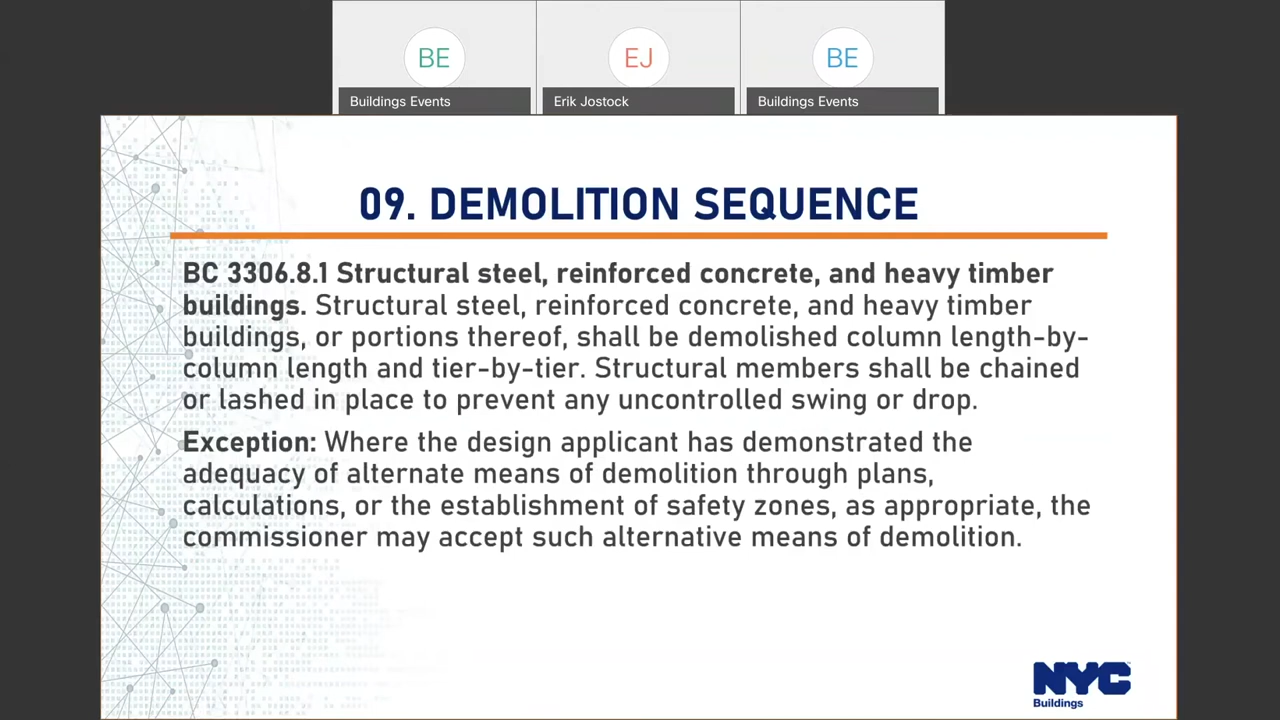 BE
EJ
BE
Buildings Events
Erik Jostock
Buildings Events
09. DEMOLITION SEQUENCE
BC 3306.8.1 Structural steel, reinforced concrete, and heavy timber
buildings. Structural steel, reinforced concrete, and heavy timber
buildings, or portions thereof, shall be demolished column length-by-
column length and tier-by-tier. Structural members shall be chained
or lashed in place to prevent any uncontrolled swing or drop.
Exception: Where the design applicant has demonstrated the
adequacy of alternate means of demolition through plans,
calculations, or the establishment of safety zones, as appropriate, the
commissioner may accept such alternative means of demolition.
NYC
Buildings